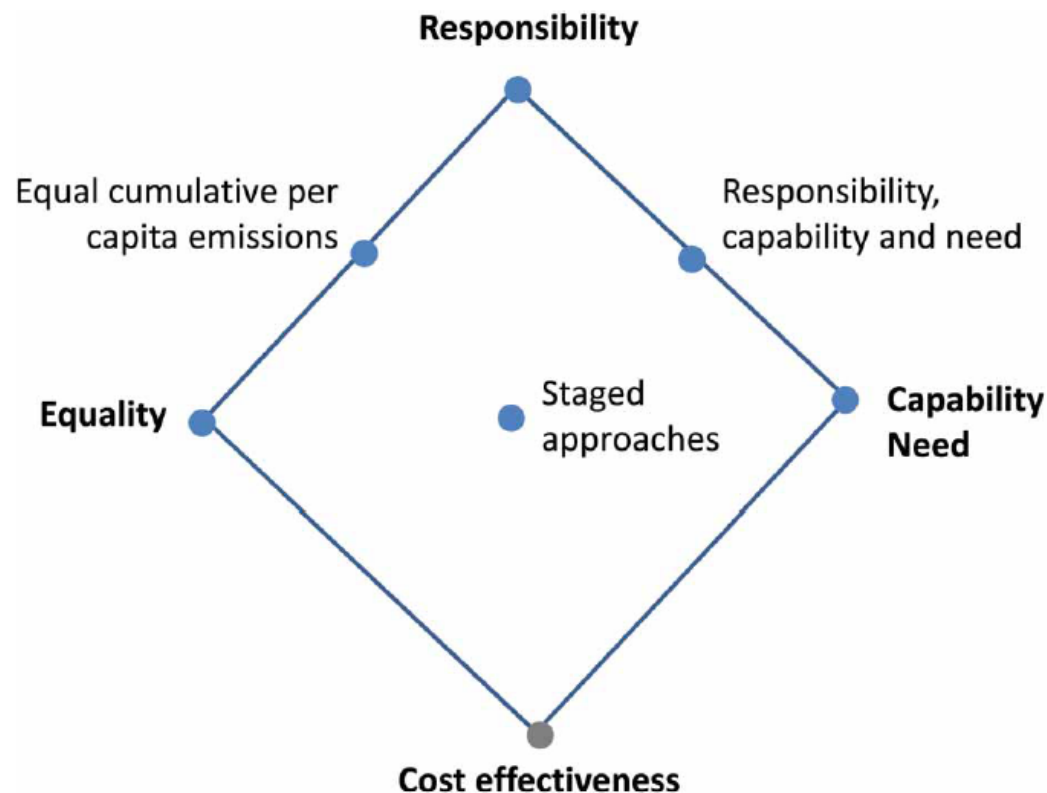 Responsibility
Equal cumulative per
capita emissions
Responsibility,
capability and need
Equality
Staged
approaches
Capability
Need
Cost effectiveness